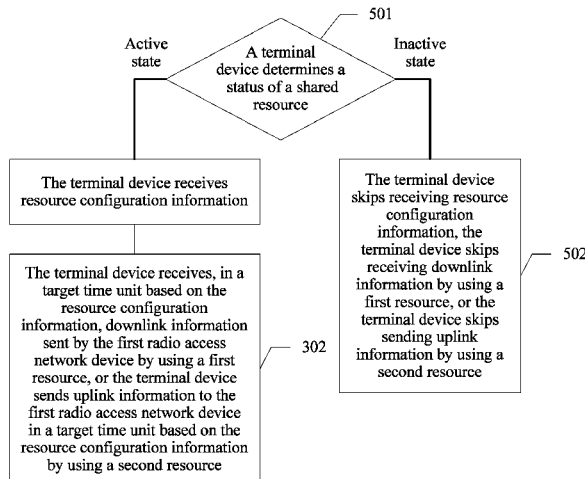 501
Active
state
A terminal
device determines a
status of a shared
resource
Inactive
state
The terminal device receives
resource configuration information
The terminal device receives, in a
target time unit based on the
resource configuration
information, downlink information
sent by the first radio access
network device by using a first
resource, or the terminal device
sends uplink information to the
first radio access network device
in a target time unit based on the
resource configuration information
by using a second resource
302
The terminal device
skips receiving resource
configuration
information, the
terminal device skips
receiving downlink
information by using a
first resource, or the
terminal device skips
sending uplink
information by using a
second resource
502